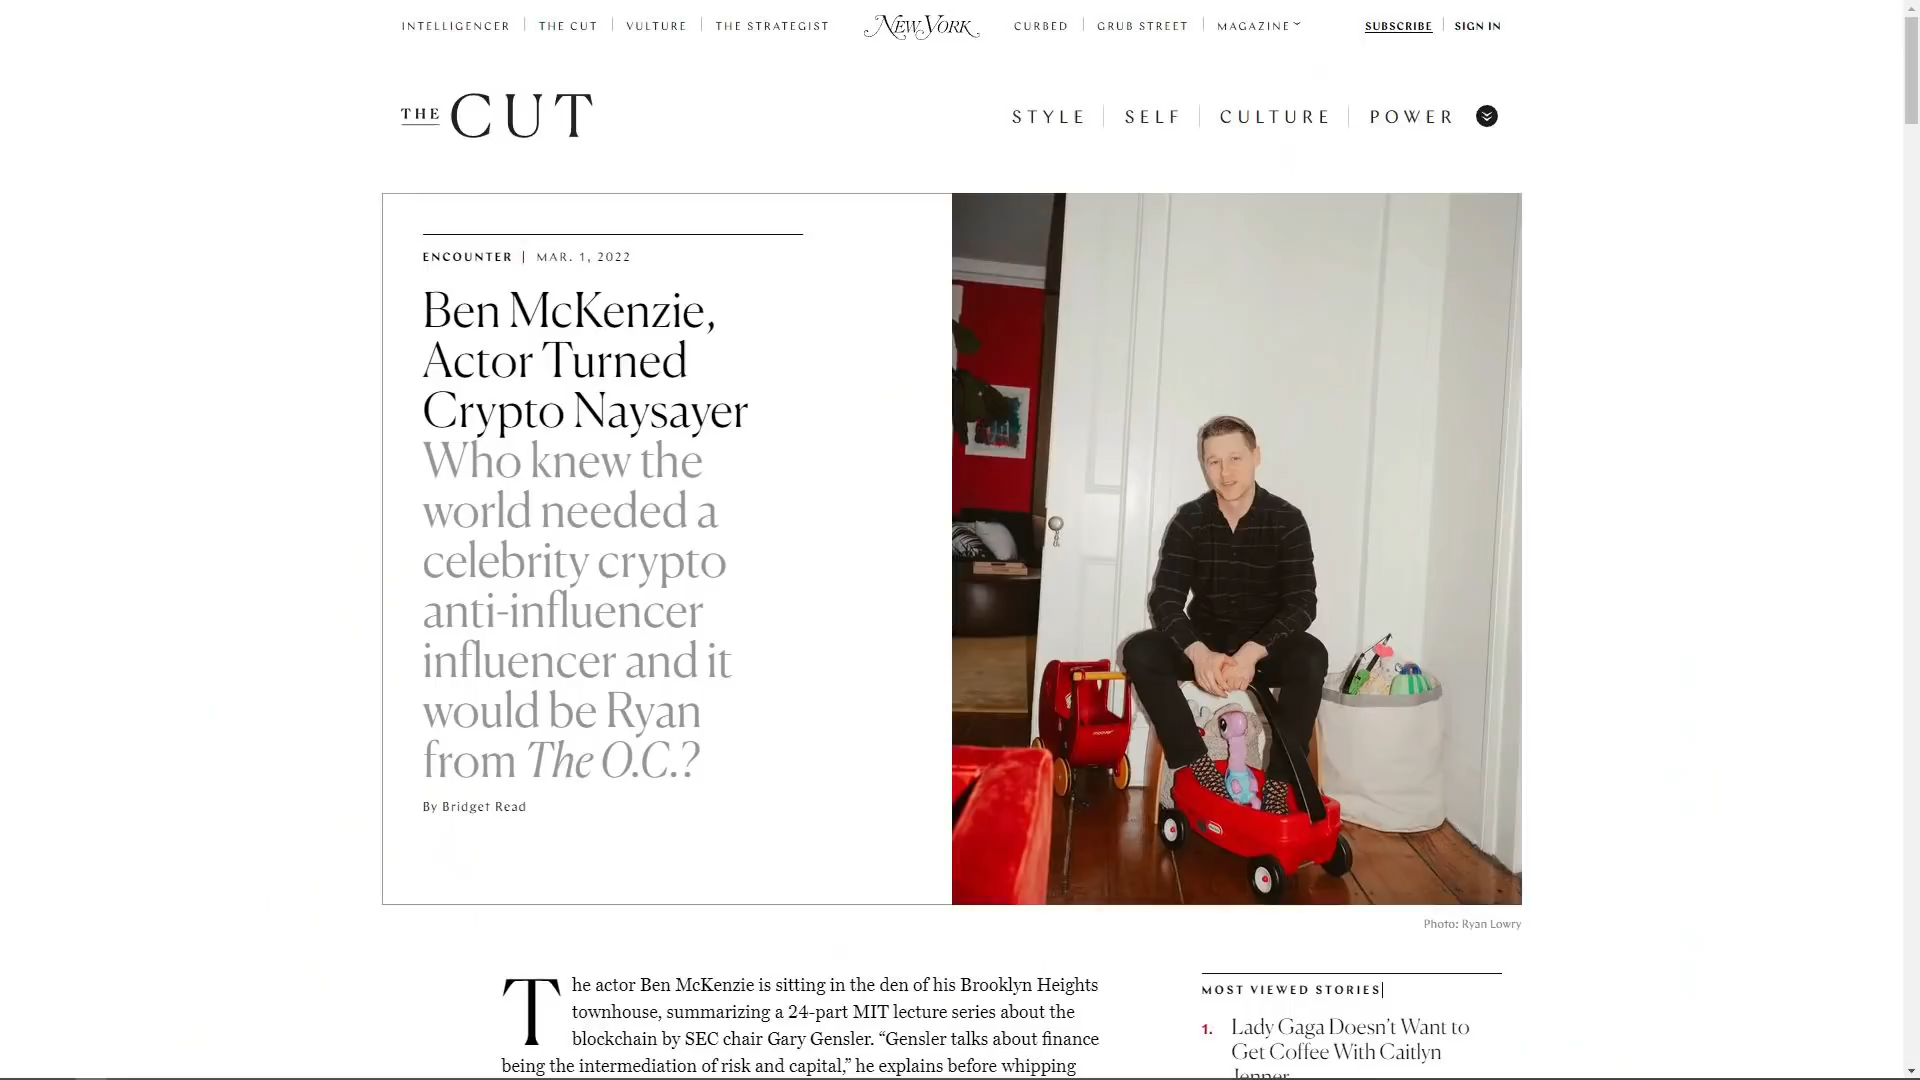 INTELLIGENCER
THE CUT
VULTURE
THE STRATEGIST
NEW YORK
CURBED
GRUB STREET
MAGAZINE
SUBSCRIBE
SIGN IN
THE CUT
STYLE
SELF
CULTURE
POWER
ENCOUNTER | MAR. 1, 2022
Ben McKenzie,
Actor Turned
Crypto Naysayer
Who knew the
world needed a
celebrity crypto
anti-influencer
influencer and it
would be Ryan
from The O.C.?
By Bridget Read
Photo: Ryan Lowry
The actor Ben McKenzie is sitting in the den of his Brooklyn Heights
townhouse, summarizing a 24-part MIT lecture series about the
blockchain by SEC chair Gary Gensler. “Gensler talks about finance
being the intermediation of risk and capital,” he explains before whipping
MOST VIEWED STORIES
1. Lady Gaga Doesn’t Want to
Get Coffee With Caitlyn
Jenner